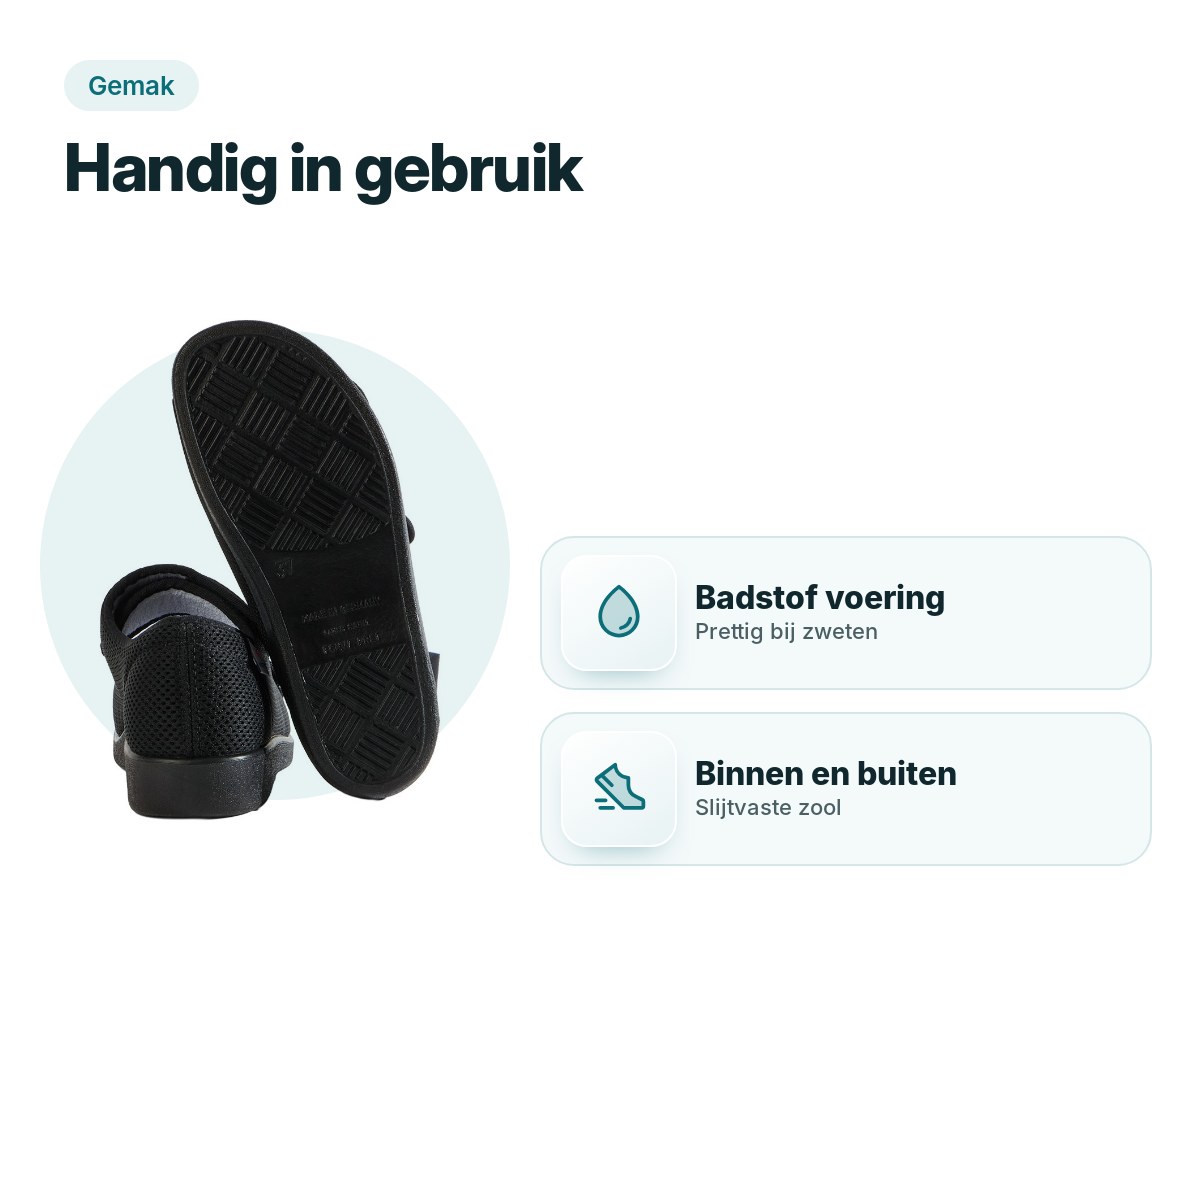 Gemak
Handig in gebruik
Badstof voering
Prettig bij zweten
Binnen en buiten
Slijtvaste zool